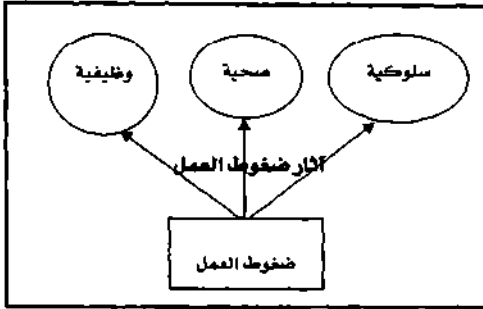 سلوكية
صحية
وظيفية
آثار ضغوط العمل
ضغوط العمل